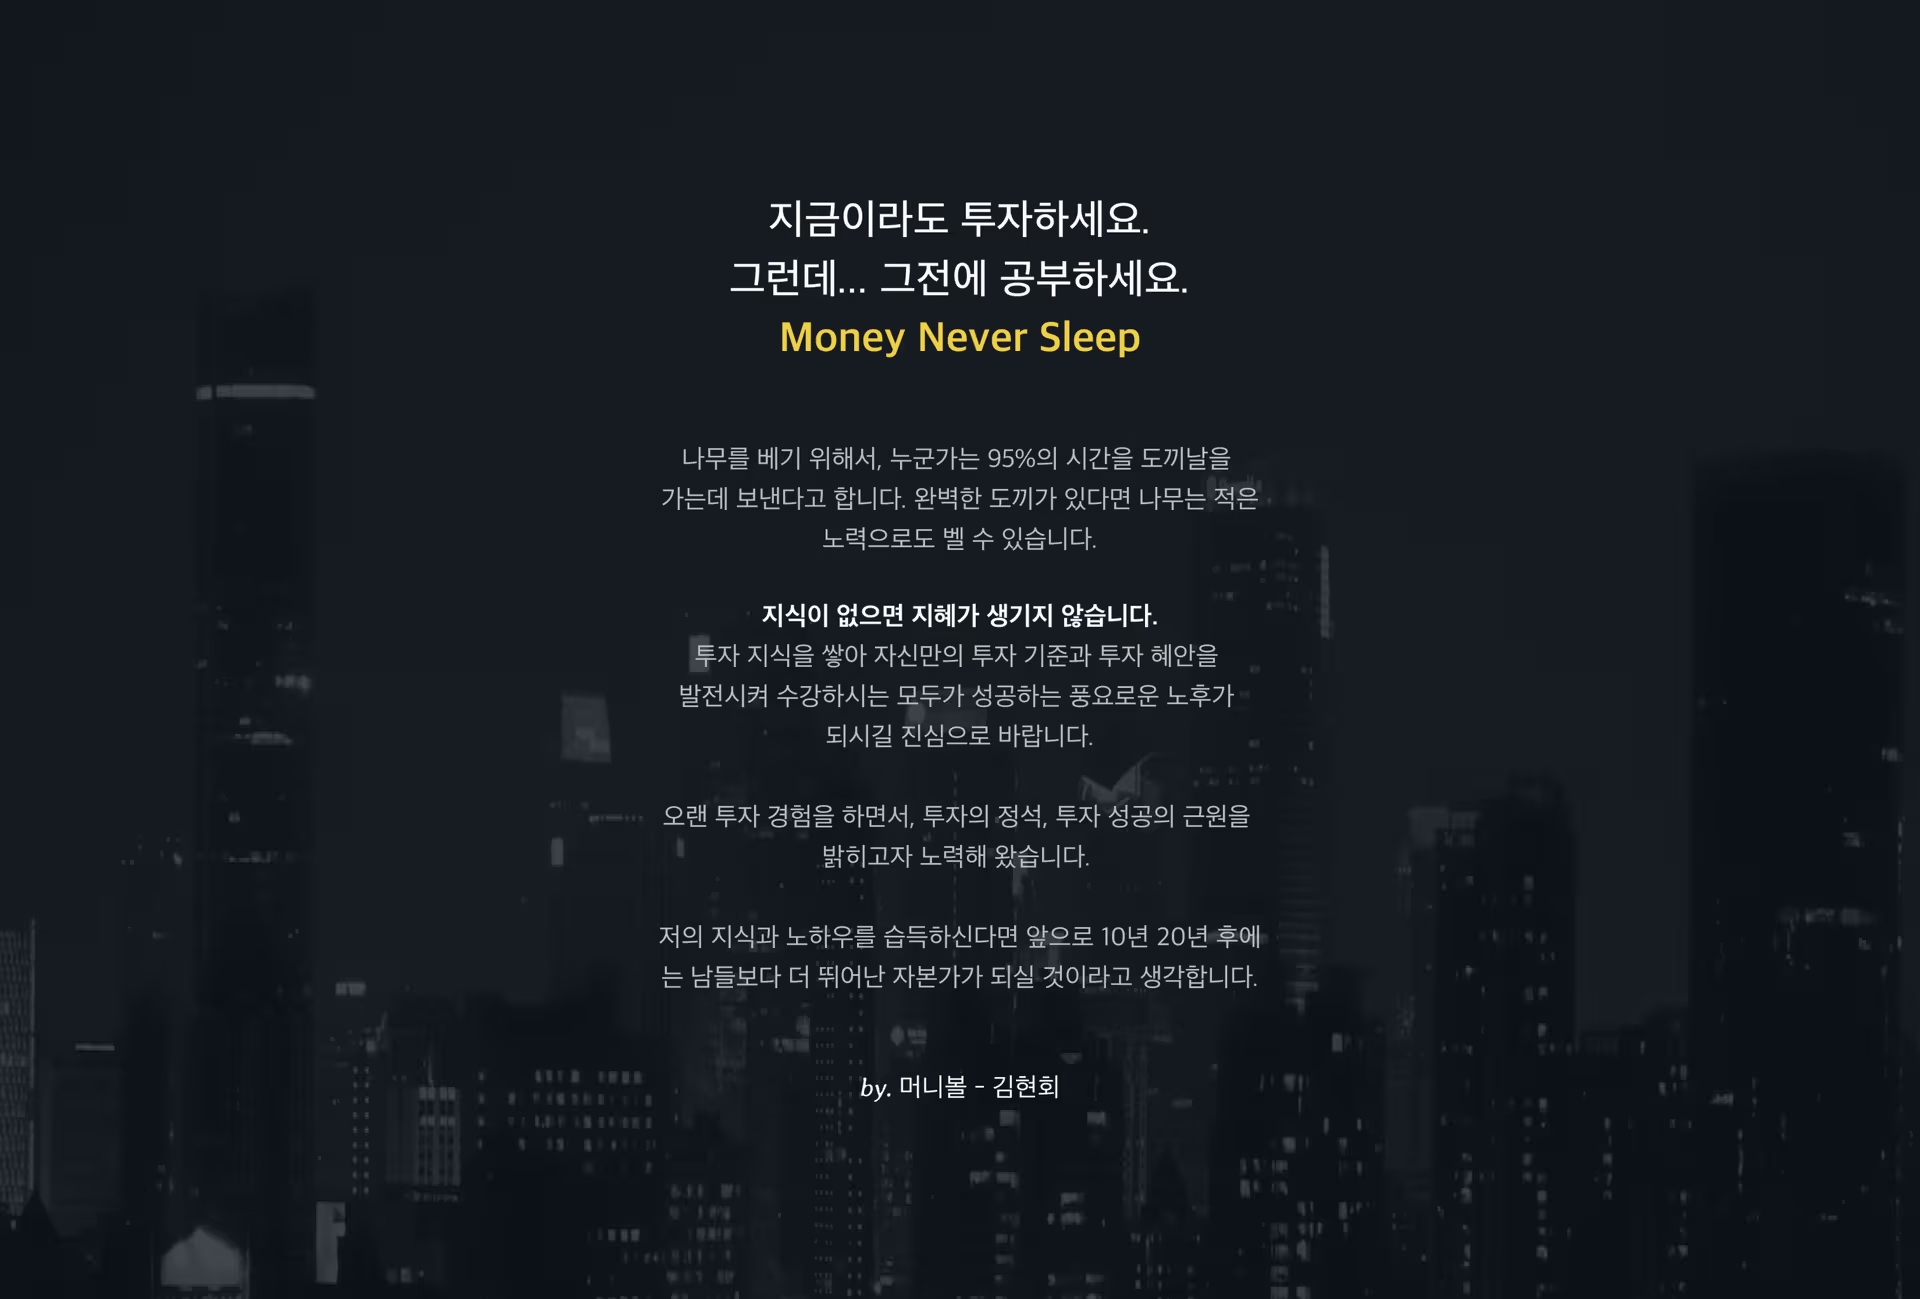 지금이라도 투자하세요.
그런데... 그전에 공부하세요.
Money Never Sleep
나무를 베기 위해서, 누군가는 95%의 시간을 도끼날을
가는데 보낸다고 합니다. 완벽한 도끼가 있다면 나무는 적은
노력으로도 벨 수 있습니다.
지식이 없으면 지혜가 생기지 않습니다.
투자 지식을 쌓아 자신만의 투자 기준과 투자 혜안을
발전시켜 수강하시는 모두가 성공하는 풍요로운 노후가
되시길 진심으로 바랍니다.
오랜 투자 경험을 하면서, 투자의 정석, 투자 성공의 근원을
밝히고자 노력해 왔습니다.
저의 지식과 노하우를 습득하신다면 앞으로 10년 20년 후에
는 남들보다 더 뛰어난 자본가가 되실 것이라고 생각합니다.
by. 머니볼 - 김현회